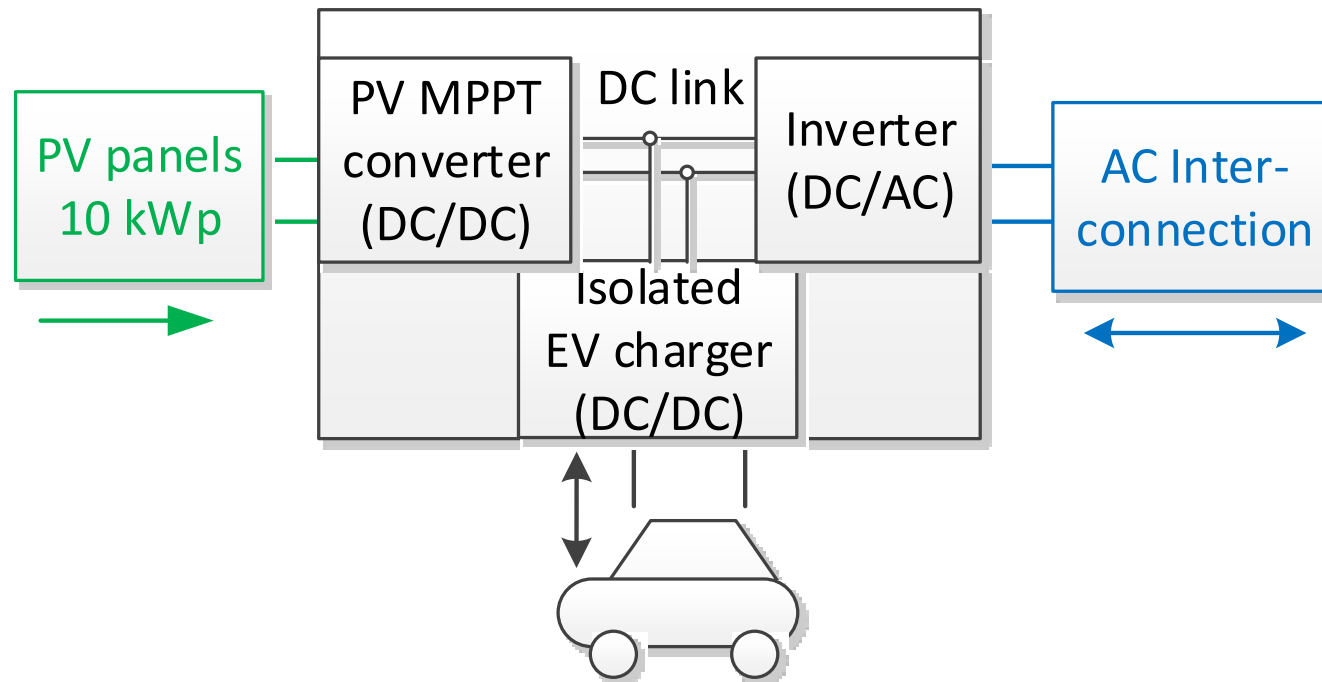 PV panels
10 kWp
PV MPPT
converter
(DC/DC)
DC link
Inverter
(DC/AC)
AC Inter-
connection
Isolated
EV charger
(DC/DC)